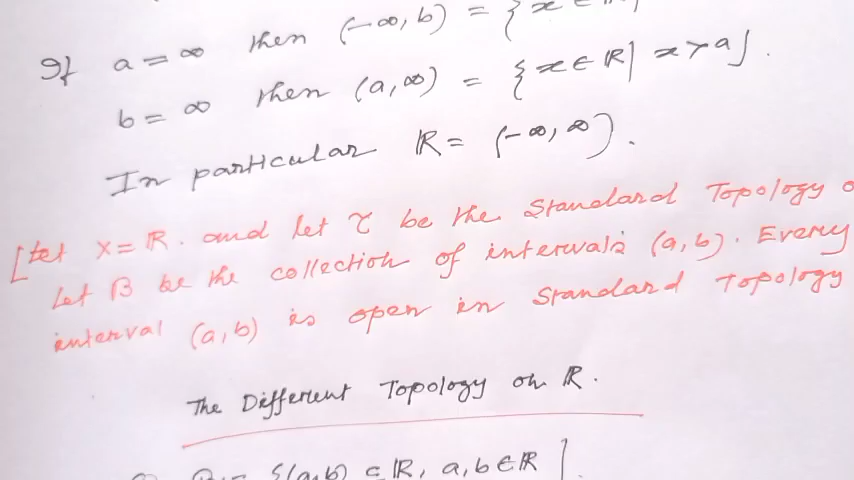 If a = ∞ then (-∞, b) = { x ∈ ℝ|
b = ∞ then (a, ∞) = { x ∈ ℝ | x > a }.
In particular ℝ = (-∞, ∞).
[Let X = ℝ. and let τ be the Standard Topology o
Let β be the collection of intervals (a, b). Every
interval (a, b) is open in Standard Topology
The Different Topology on ℝ.
= {(a, b) ⊂ ℝ, a, b ∈ ℝ }.